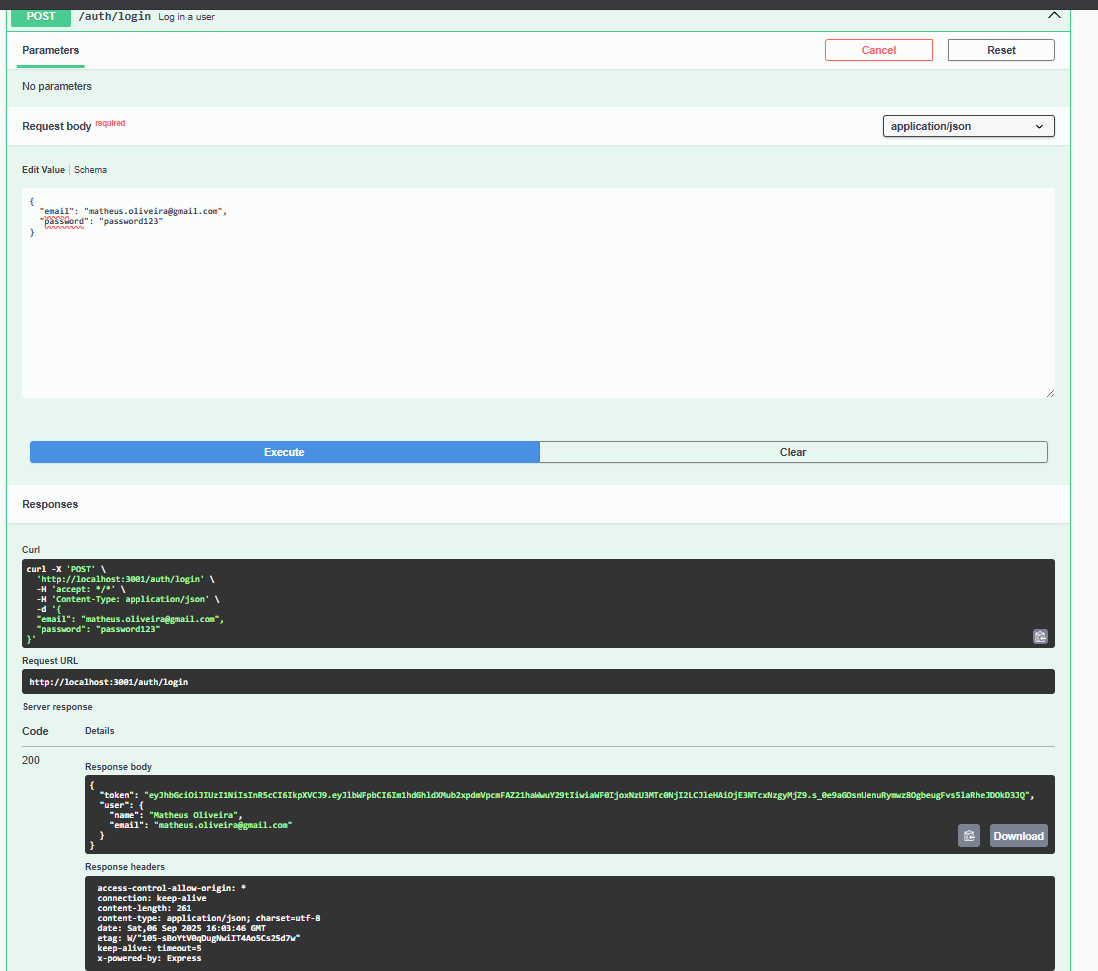 POST /auth/login Log in a user
Parameters
Cancel
Reset
No parameters
Request body required
application/json
Edit Value | Schema
{
  "email": "matheus.oliveira@gmail.com",
  "password": "password123"
}
Execute
Clear
Responses
Curl
curl -X 'POST' \
  'http://localhost:3001/auth/login' \
  -H 'accept: */*' \
  -H 'Content-Type: application/json' \
  -d '{
  "email": "matheus.oliveira@gmail.com",
  "password": "password123"
}'
Request URL
http://localhost:3001/auth/login
Server response
Code Details
200
Response body
{
  "token":
  "user": {
    "name": "Matheus Oliveira",
    "email": "matheus.oliveira@gmail.com"
  }
}
Download
Response headers
access-control-allow-origin: *
connection: keep-alive
content-length: 261
content-type: application/json; charset=utf-8
date: Sat,06 Sep 2025 16:03:46 GMT
etag: W/"105-sBoYtV0qDugNwiIT4Ao5Cs25d7w"
keep-alive: timeout=5
x-powered-by: Express